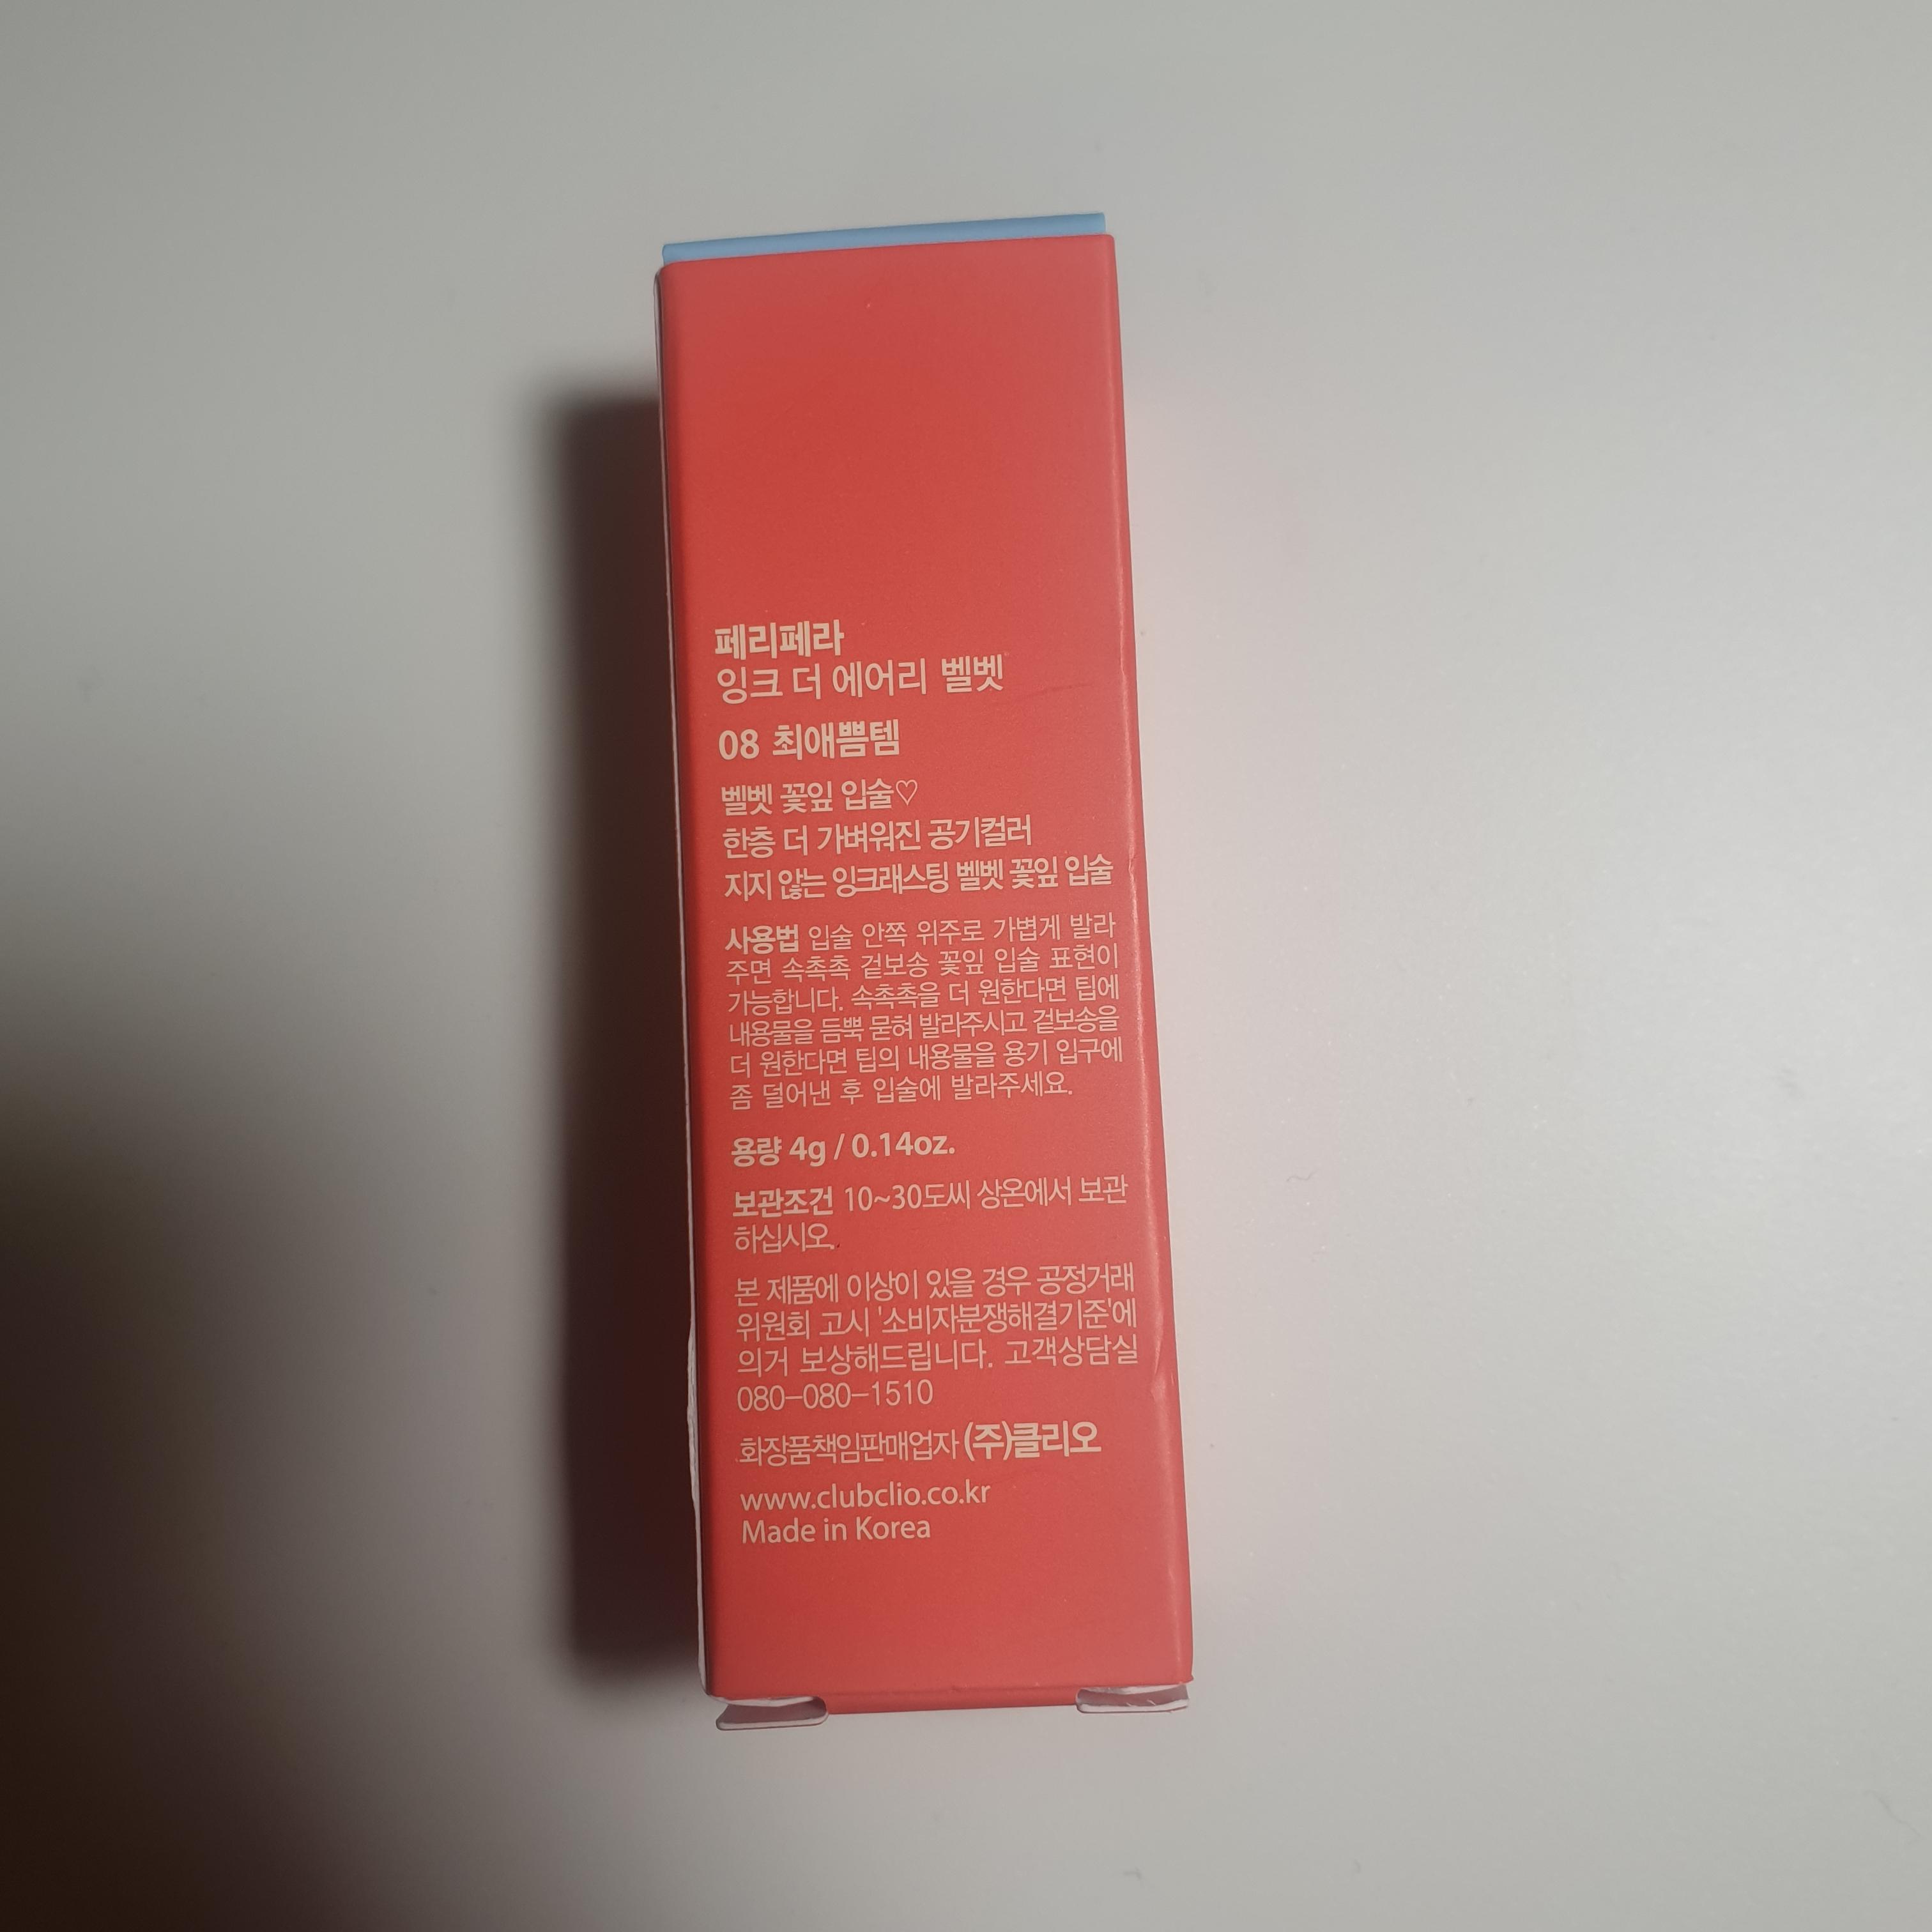 페리페라
잉크 더 에어리 벨벳
08 최애쁨템
벨벳 꽃잎 입술♡
한층 더 가벼워진 공기컬러
지지 않는 잉크래스팅 벨벳 꽃잎 입술
사용법 입술 안쪽 위주로 가볍게 발라
주면 속촉촉 겉보송 꽃잎 입술 표현이
가능합니다. 속촉촉을 더 원한다면 팁에
내용물을 듬뿍 묻혀 발라주시고 겉보송을
더 원한다면 팁의 내용물을 용기 입구에
좀 덜어낸 후 입술에 발라주세요.
용량 4g / 0.14oz.
보관조건 10~30도씨 상온에서 보관
하십시오.
본 제품에 이상이 있을 경우 공정거래
위원회 고시 '소비자분쟁해결기준'에
의거 보상해드립니다. 고객상담실
080-080-1510
화장품책임판매업자 (주)클리오
www.clubclio.co.kr
Made in Korea